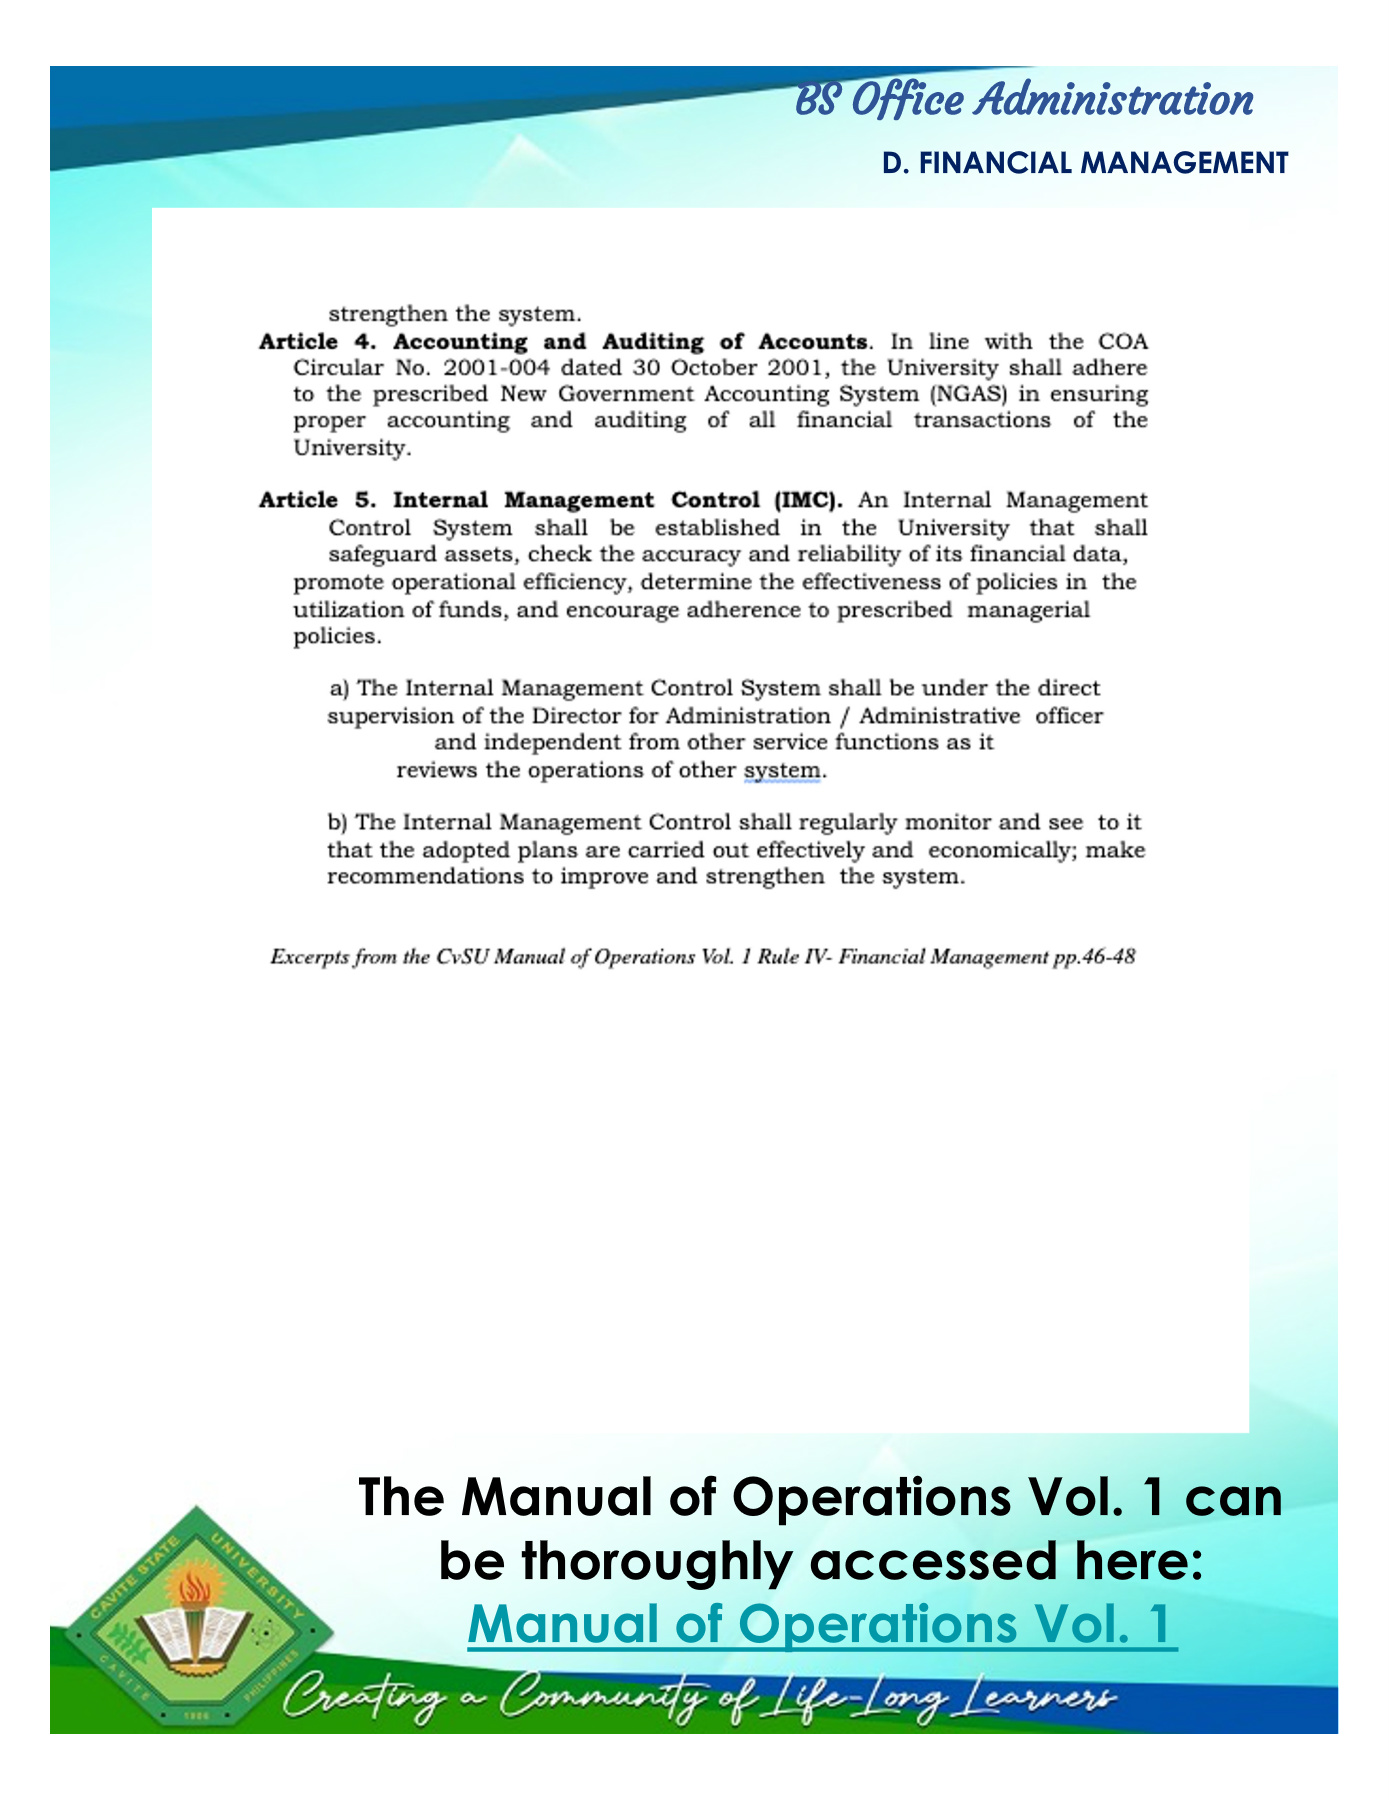 BS Office Administration
D. FINANCIAL MANAGEMENT
strengthen the system.
Article 4. Accounting and Auditing of Accounts. In line with the COA
Circular No. 2001-004 dated 30 October 2001, the University shall adhere
to the prescribed New Government Accounting System (NGAS) in ensuring
proper accounting and auditing of all financial transactions of the
University.
Article 5. Internal Management Control (IMC). An Internal Management
Control System shall be established in the University that shall
safeguard assets, check the accuracy and reliability of its financial data,
promote operational efficiency, determine the effectiveness of policies in the
utilization of funds, and encourage adherence to prescribed managerial
policies.
a) The Internal Management Control System shall be under the direct
supervision of the Director for Administration / Administrative officer
and independent from other service functions as it
reviews the operations of other system.
b) The Internal Management Control shall regularly monitor and see to it
that the adopted plans are carried out effectively and economically; make
recommendations to improve and strengthen the system.
Excerpts from the CvSU Manual of Operations Vol. 1 Rule IV- Financial Management pp.46-48
The Manual of Operations Vol. 1 can
be thoroughly accessed here:
Manual of Operations Vol. 1
CAVITE STATE UNIVERSITY
CAVITE PHILIPPINES
1906
Creating a Community of Life-Long Learners